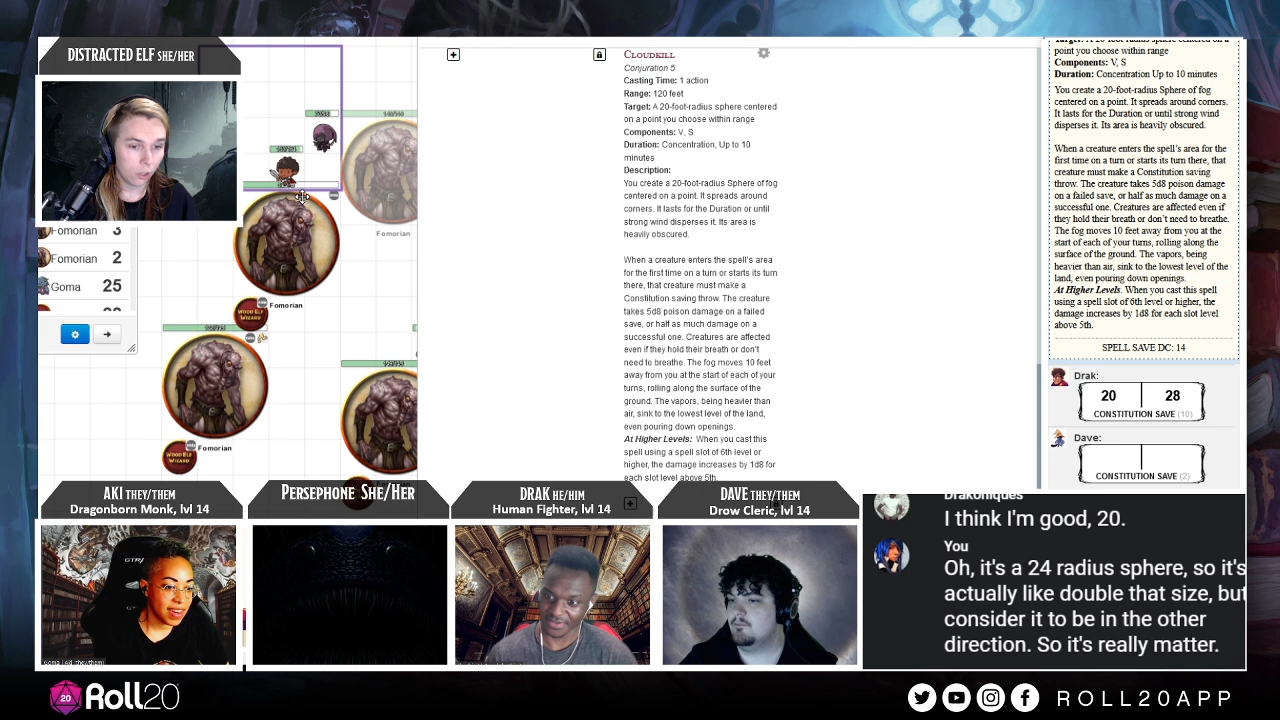 DISTRACTED ELF SHE/HER
Fomorian 3
Fomorian 2
Goma 25
Fomorian
Fomorian
WOOD ELF
WIZARD
Fomorian
WOOD ELF
WIZARD
CLOUDKILL
Conjuration 5
Casting Time: 1 action
Range: 120 feet
Target: A 20-foot-radius sphere centered
on a point you choose within range
Components: V, S
Duration: Concentration, Up to 10
minutes
Description:
You create a 20-foot-radius Sphere of fog
centered on a point. It spreads around
corners. It lasts for the Duration or until
strong wind disperses it. Its area is
heavily obscured.
When a creature enters the spell's area
for the first time on a turn or starts its turn
there, that creature must make a
Constitution saving throw. The creature
takes 5d8 poison damage on a failed
save, or half as much damage on a
successful one. Creatures are affected
even if they hold their breath or don't
need to breathe. The fog moves 10 feet
away from you at the start of each of your
turns, rolling along the surface of the
ground. The vapors, being heavier than
air, sink to the lowest level of the land,
even pouring down openings.
At Higher Levels: When you cast this
spell using a spell slot of 6th level or
higher, the damage increases by 1d8 for
each slot level above 5th.
Target: A 20-foot-radius sphere centered on a
point you choose within range
Components: V, S
Duration: Concentration Up to 10 minutes
You create a 20-foot-radius Sphere of fog
centered on a point. It spreads around corners.
It lasts for the Duration or until strong wind
disperses it. Its area is heavily obscured.
When a creature enters the spell's area for the
first time on a turn or starts its turn there, that
creature must make a Constitution saving
throw. The creature takes 5d8 poison damage
on a failed save, or half as much damage on a
successful one. Creatures are affected even if
they hold their breath or don't need to breathe.
The fog moves 10 feet away from you at the
start of each of your turns, rolling along the
surface of the ground. The vapors, being
heavier than air, sink to the lowest level of the
land, even pouring down openings.
At Higher Levels. When you cast this spell
using a spell slot of 6th level or higher, the
damage increases by 1d8 for each slot level
above 5th.
SPELL SAVE DC: 14
Drak:
20 28
CONSTITUTION SAVE (10)
Dave:
CONSTITUTION SAVE (2)
AKI THEY/THEM
Dragonborn Monk, lvl 14
PERSEPHONE SHE/HER
DRAK HE/HIM
Human Fighter, lvl 14
DAVE THEY/THEM
Drow Cleric, lvl 14
Drakoniques
I think I'm good, 20.
You
Oh, it's a 24 radius sphere, so it's
actually like double that size, but
consider it to be in the other
direction. So it's really matter.
GTR
Goma | Aki (they/them)
20
Roll20
ROLL20APP